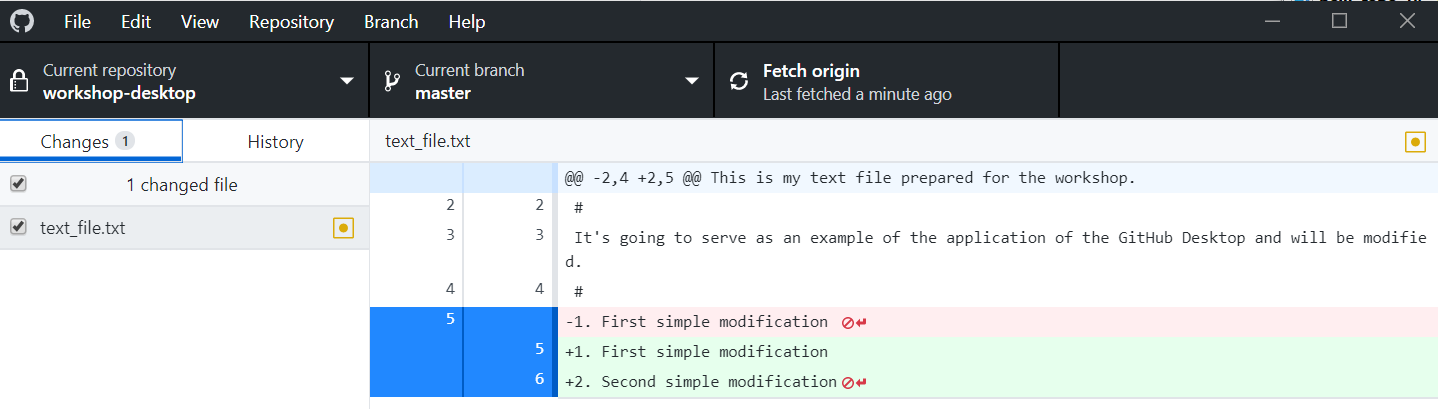 File Edit View Repository Branch Help
Current repository
workshop-desktop
Current branch
master
Fetch origin
Last fetched a minute ago
Changes 1
History
text_file.txt
1 changed file
text_file.txt
@@ -2,4 +2,5 @@ This is my text file prepared for the workshop.
2 2 #
3 3 It's going to serve as an example of the application of the GitHub Desktop and will be modifie
d.
4 4 #
5 -1. First simple modification
5 +1. First simple modification
6 +2. Second simple modification